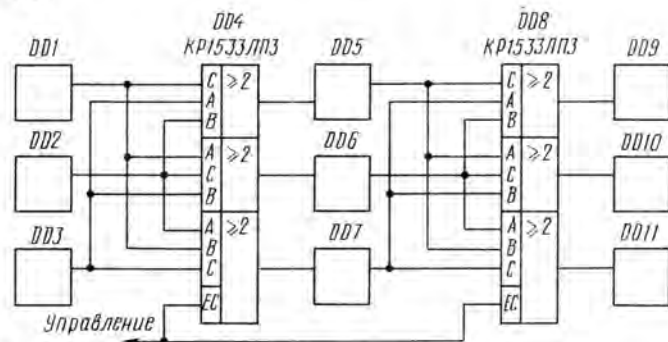 DD4
КР1533ЛП3
DD8
КР1533ЛП3
DD1
DD5
DD9
C ⩾2
A
B
C ⩾2
A
B
DD2
DD6
DD10
A ⩾2
C
B
A ⩾2
C
B
DD3
DD7
DD11
A ⩾2
B
C
A ⩾2
B
C
EC
EC
Управление